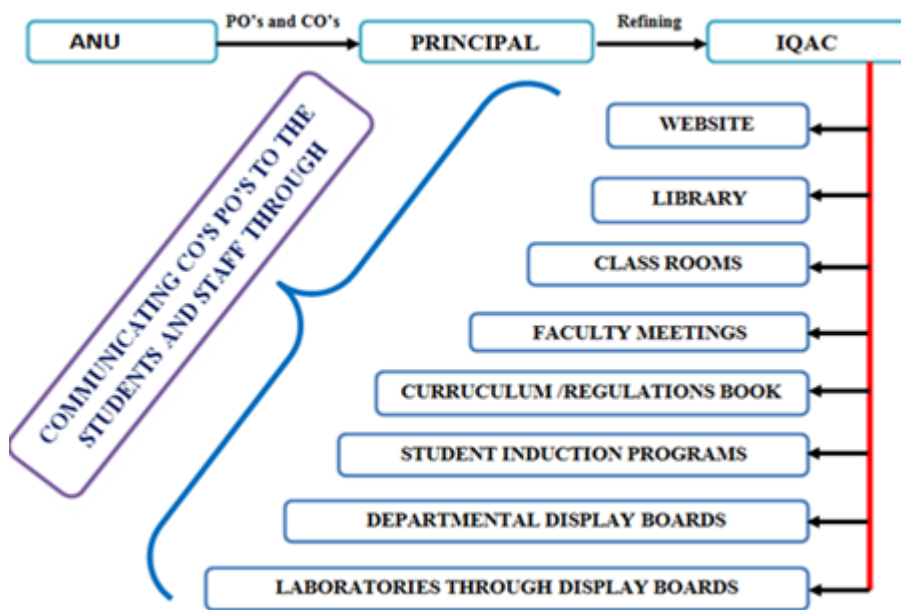 PO's and CO's
Refining
ANU
PRINCIPAL
IQAC
COMMUNICATING CO'S PO'S TO THE
STUDENTS AND STAFF THROUGH
WEBSITE
LIBRARY
CLASS ROOMS
FACULTY MEETINGS
CURRUCULUM /REGULATIONS BOOK
STUDENT INDUCTION PROGRAMS
DEPARTMENTAL DISPLAY BOARDS
LABORATORIES THROUGH DISPLAY BOARDS